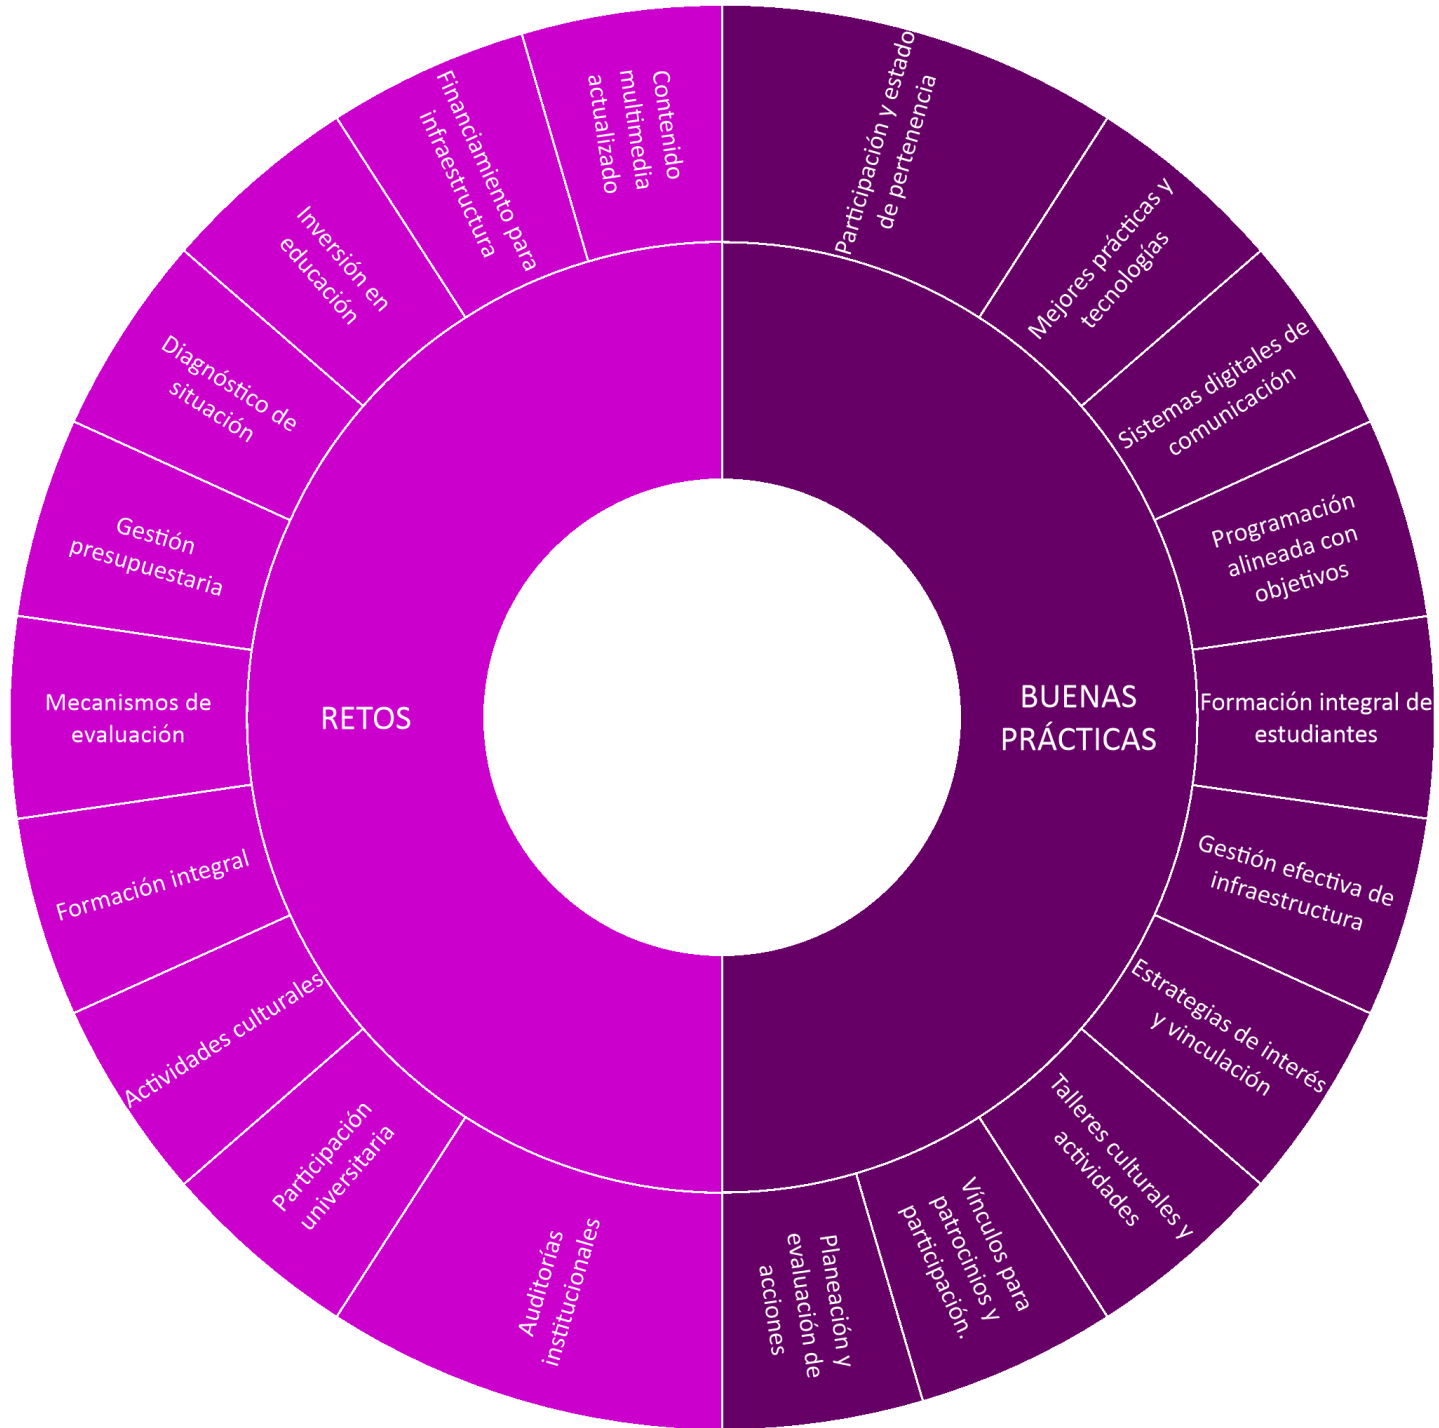 BUENAS
PRÁCTICAS
Participación y estado
de pertenencia
Mejores prácticas y
tecnologías
Sistemas digitales de
comunicación
Programación
alineada con
objetivos
Formación integral de
estudiantes
Gestión efectiva de
infraestructura
Estrategias de interés
y vinculación
Talleres culturales y
actividades
Vínculos para
patrocinios y
participación.
Planeación y
evaluación de
acciones
RETOS
Auditorías
institucionales
Participación
universitaria
Actividades culturales
Formación integral
Mecanismos de
evaluación
Gestión
presupuestaria
Diagnóstico de
situación
Inversión en
educación
Financiamiento para
infraestructura
Contenido
multimedia
actualizado